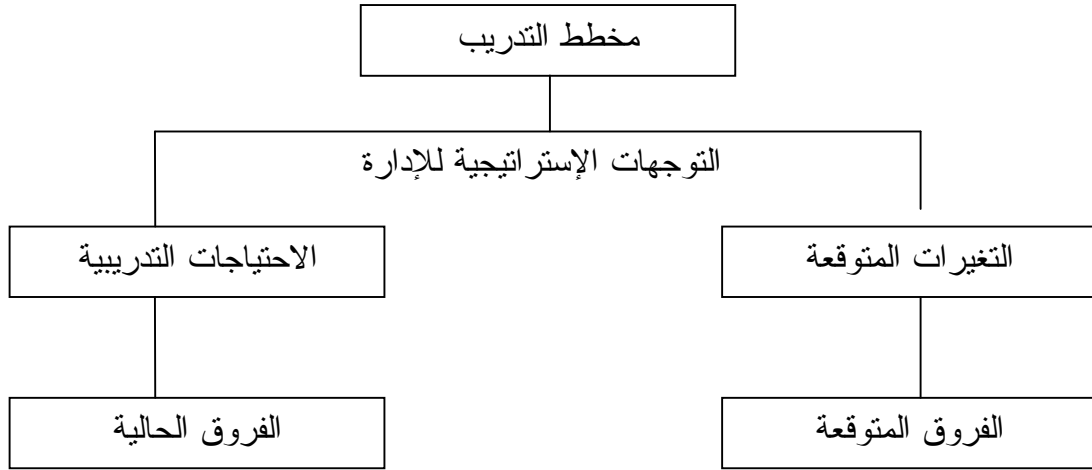 مخطط التدريب
التوجهات الإستراتيجية للإدارة
التغيرات المتوقعة
الاحتياجات التدريبية
الفروق المتوقعة
الفروق الحالية